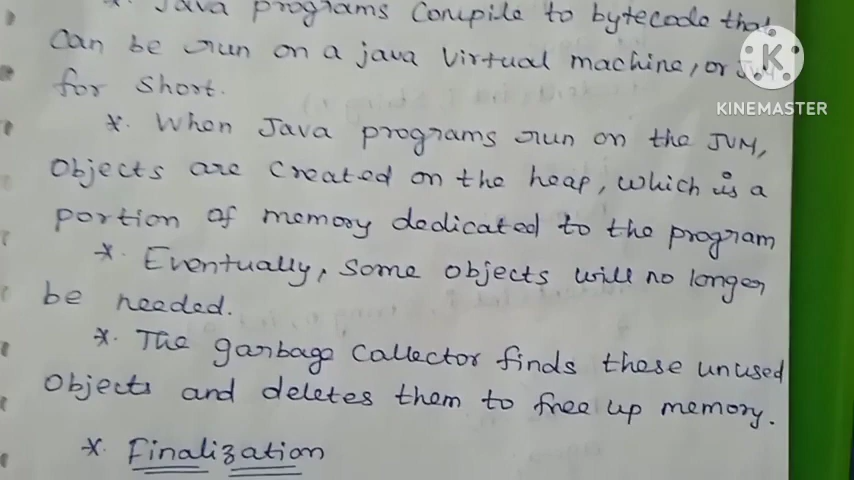 *. Java programs compile to bytecode that
can be run on a java virtual machine, or JVM
for short.
*. When Java programs run on the JVM,
objects are created on the heap, which is a
portion of memory dedicated to the program
*. Eventually, some objects will no longer
be needed.
*. The garbage collector finds these unused
objects and deletes them to free up memory.
*. Finalization
K
KINEMASTER